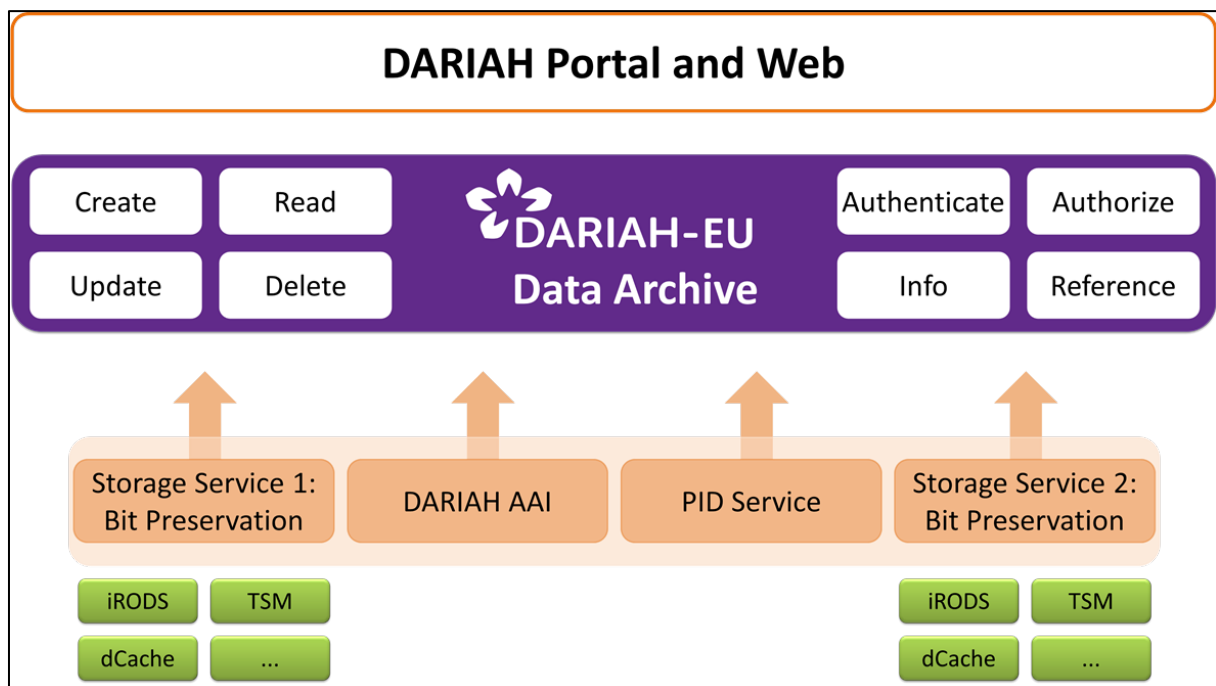 DARIAH Portal and Web
Create
Read
DARIAH-EU
Authenticate
Authorize
Update
Delete
Data Archive
Info
Reference
Storage Service 1:
Bit Preservation
DARIAH AAI
PID Service
Storage Service 2:
Bit Preservation
iRODS
TSM
iRODS
TSM
dCache
...
dCache
...